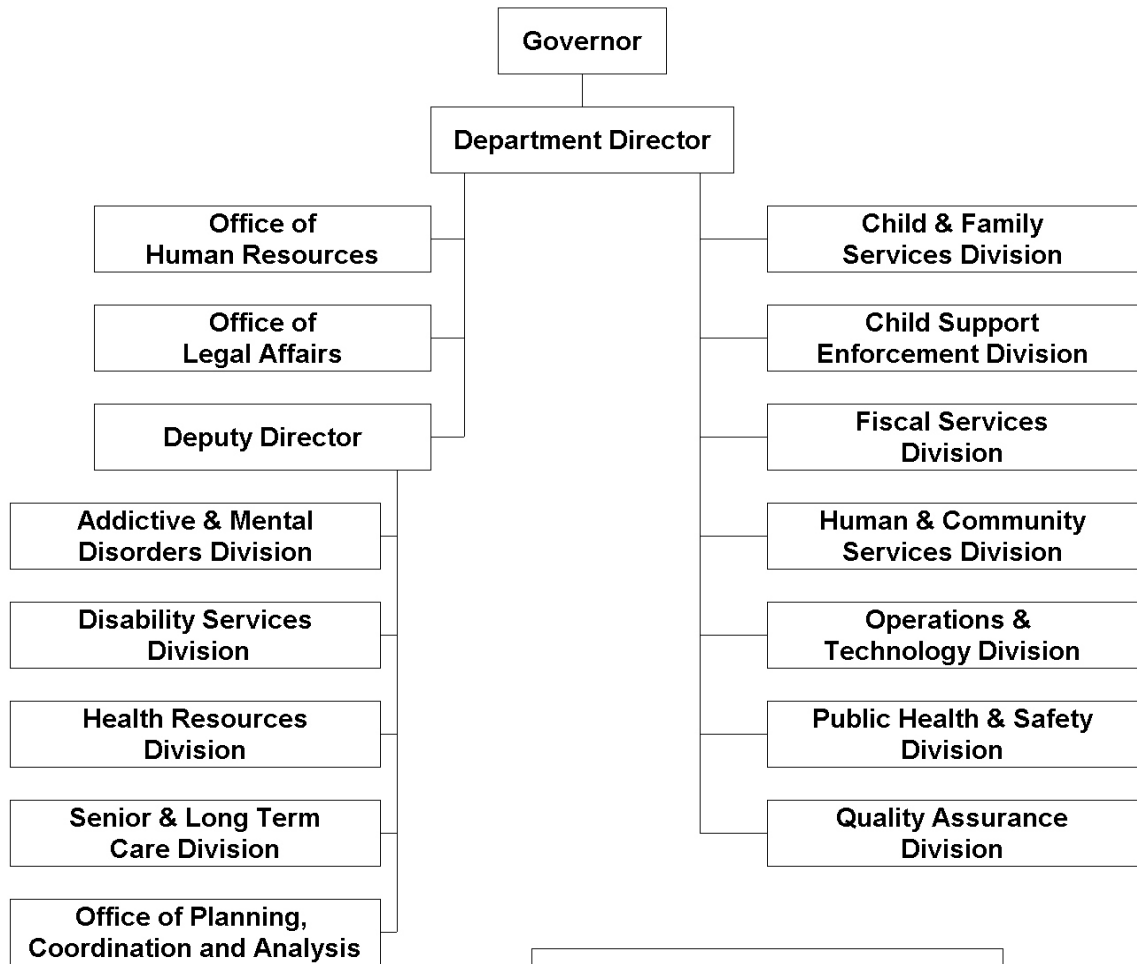 Governor
Department Director
Office of
Human Resources
Office of
Legal Affairs
Deputy Director
Addictive & Mental
Disorders Division
Disability Services
Division
Health Resources
Division
Senior & Long Term
Care Division
Office of Planning,
Coordination and Analysis
Child & Family
Services Division
Child Support
Enforcement Division
Fiscal Services
Division
Human & Community
Services Division
Operations &
Technology Division
Public Health & Safety
Division
Quality Assurance
Division